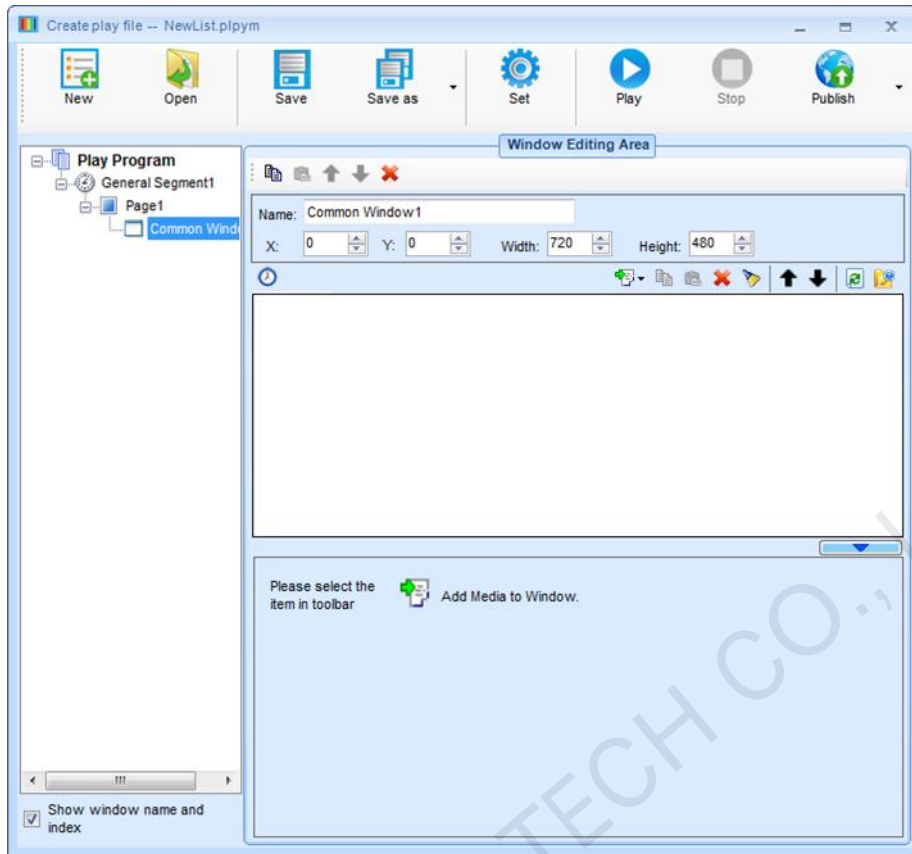 Create play file -- NewList.plpym
New Open Save Save as Set Play Stop Publish
Window Editing Area
Play Program
General Segment1
Page1
Common Wind
Name: Common Window1
X: 0 Y: 0 Width: 720 Height: 480
Please select the
item in toolbar
Add Media to Window.
Show window name and
index
TECH CO.,